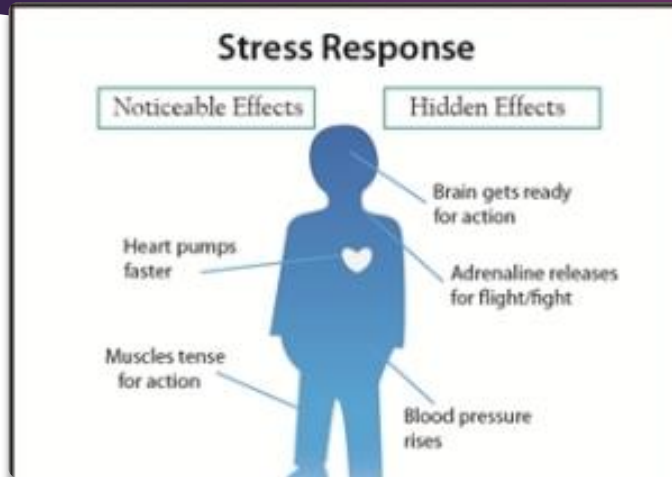 Stress Response
Noticeable Effects
Hidden Effects
Brain gets ready
for action
Heart pumps
faster
Adrenaline releases
for flight/fight
Muscles tense
for action
Blood pressure
rises